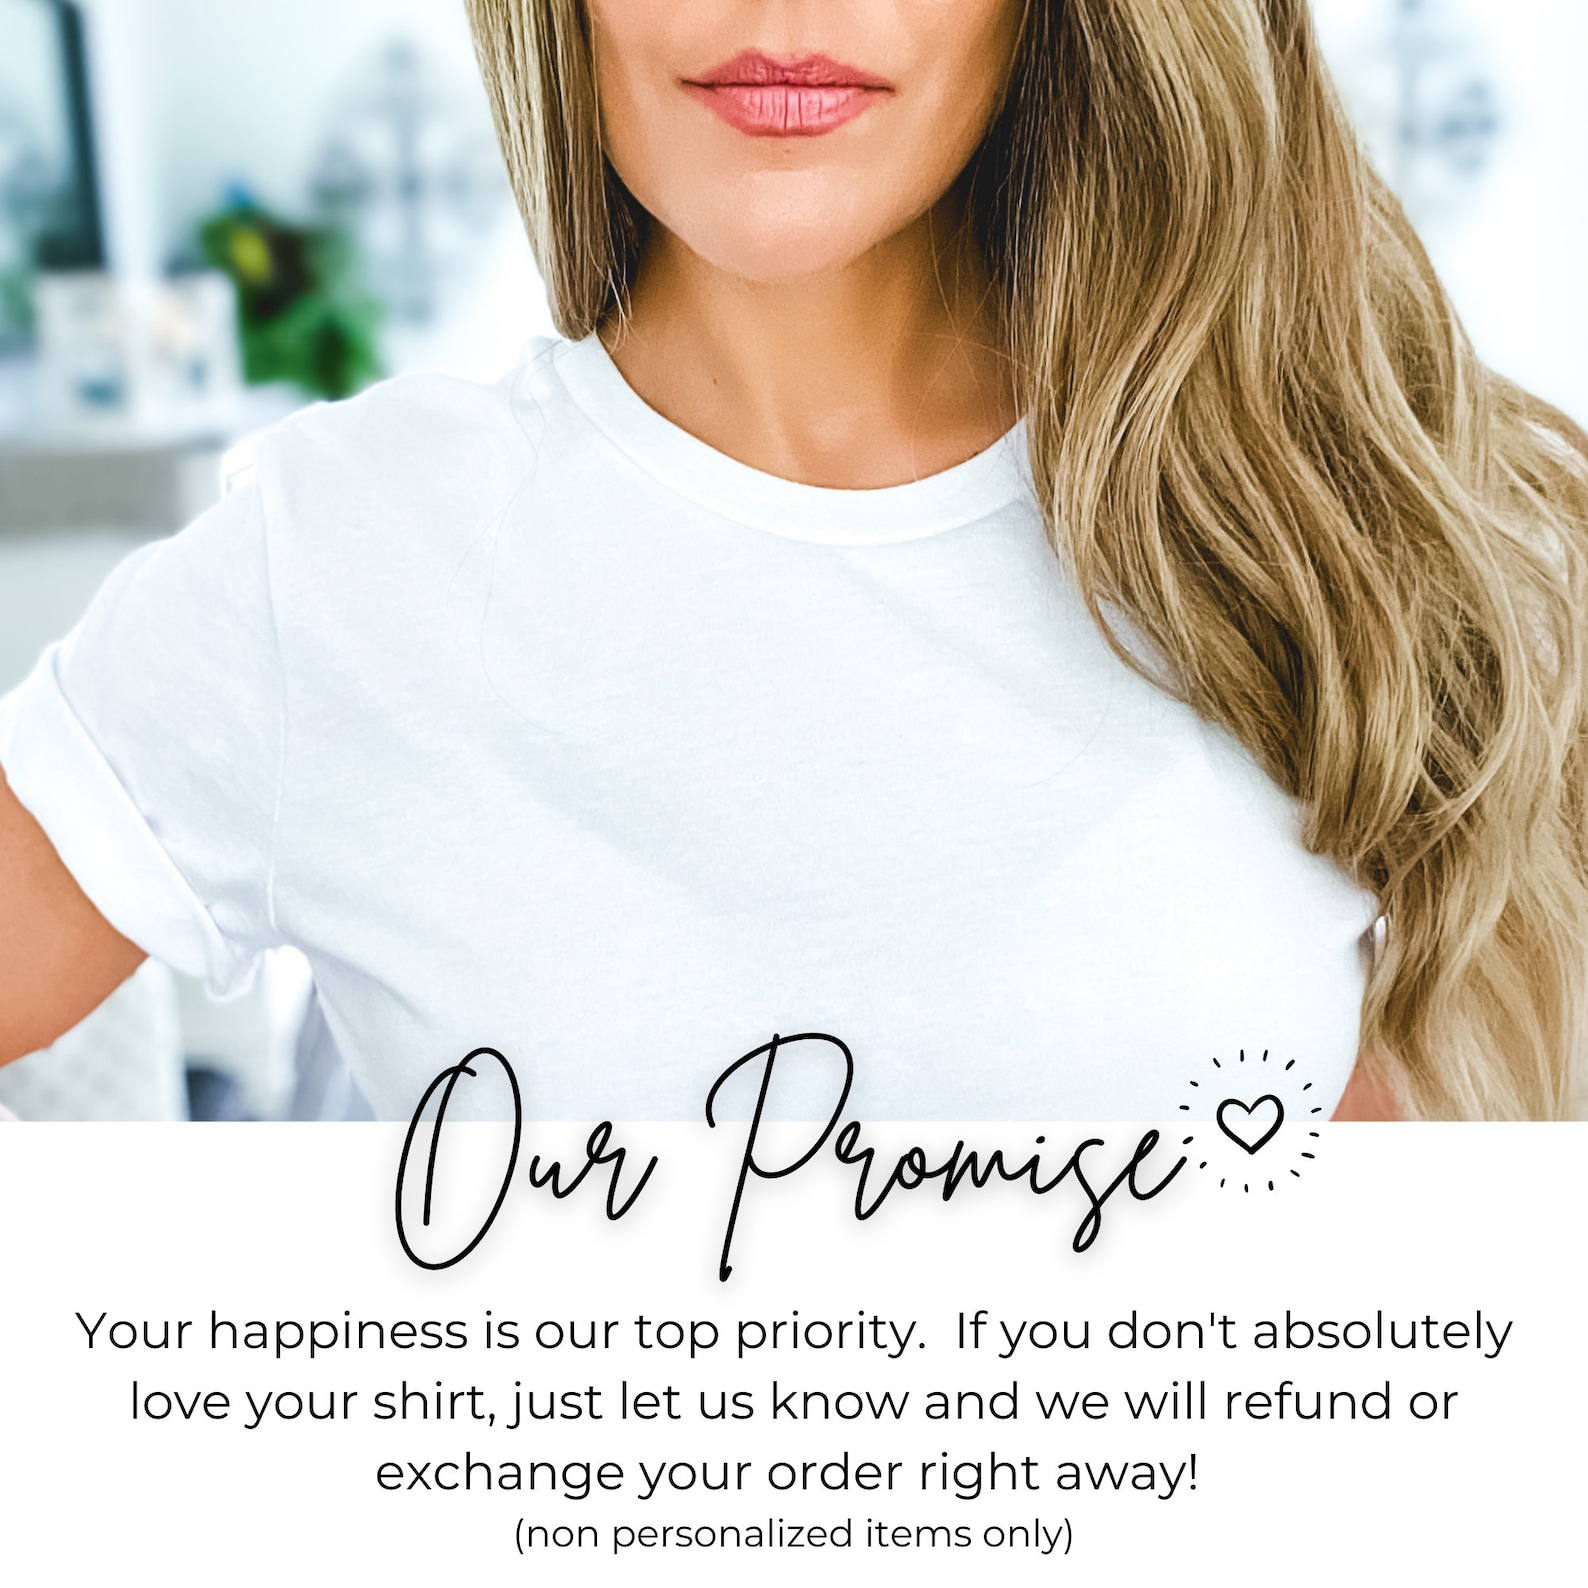 Our Promise
Your happiness is our top priority. If you don't absolutely
love your shirt, just let us know and we will refund or
exchange your order right away!
(non personalized items only)